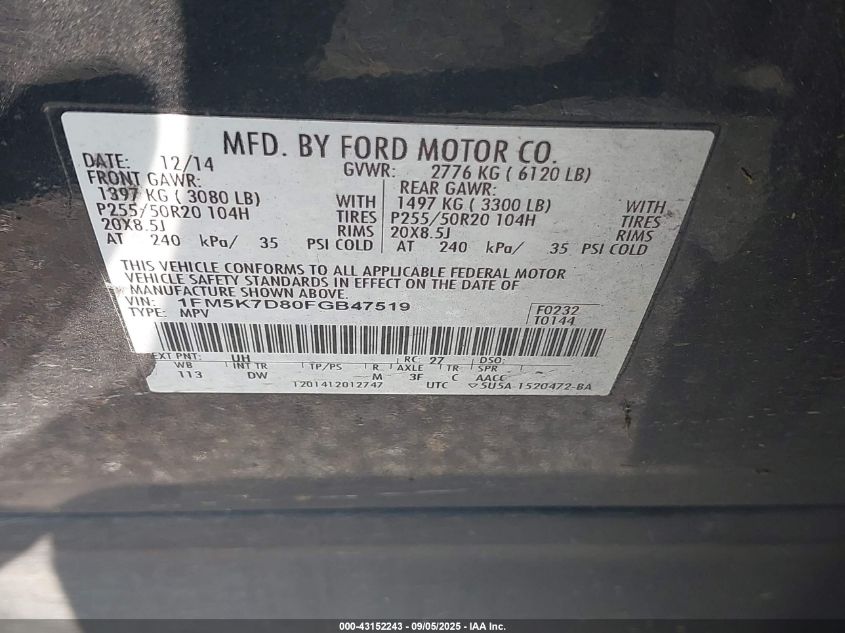 MFD. BY FORD MOTOR CO.
DATE: 12/14 GVWR: 2776 KG ( 6120 LB)
FRONT GAWR: REAR GAWR:
1397 KG ( 3080 LB) WITH 1497 KG ( 3300 LB) WITH
P255/50R20 104H TIRES P255/50R20 104H TIRES
20X8.5J RIMS 20X8.5J RIMS
AT 240 kPa/ 35 PSI COLD AT 240 kPa/ 35 PSI COLD
THIS VEHICLE CONFORMS TO ALL APPLICABLE FEDERAL MOTOR
VEHICLE SAFETY STANDARDS IN EFFECT ON THE DATE OF
MANUFACTURE SHOWN ABOVE.
VIN: 1FM5K7D80FGB47519 F0232
TYPE: MPV T0144
EXT PNT: UH RC: 27 DSO:
WB INT TR TP/PS R AXLE TR SPR
113 DW M 3F C AACC
T201412012747 UTC 5U5A-1520472-BA
000-43152243 - 09/05/2025 - IAA Inc.